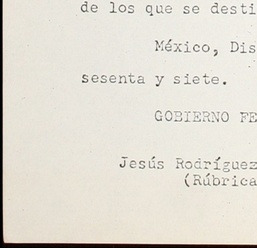 de los que se desti
México, Dis
sesenta y siete.
GOBIERNO FE
Jesús Rodríguez
(Rúbrica